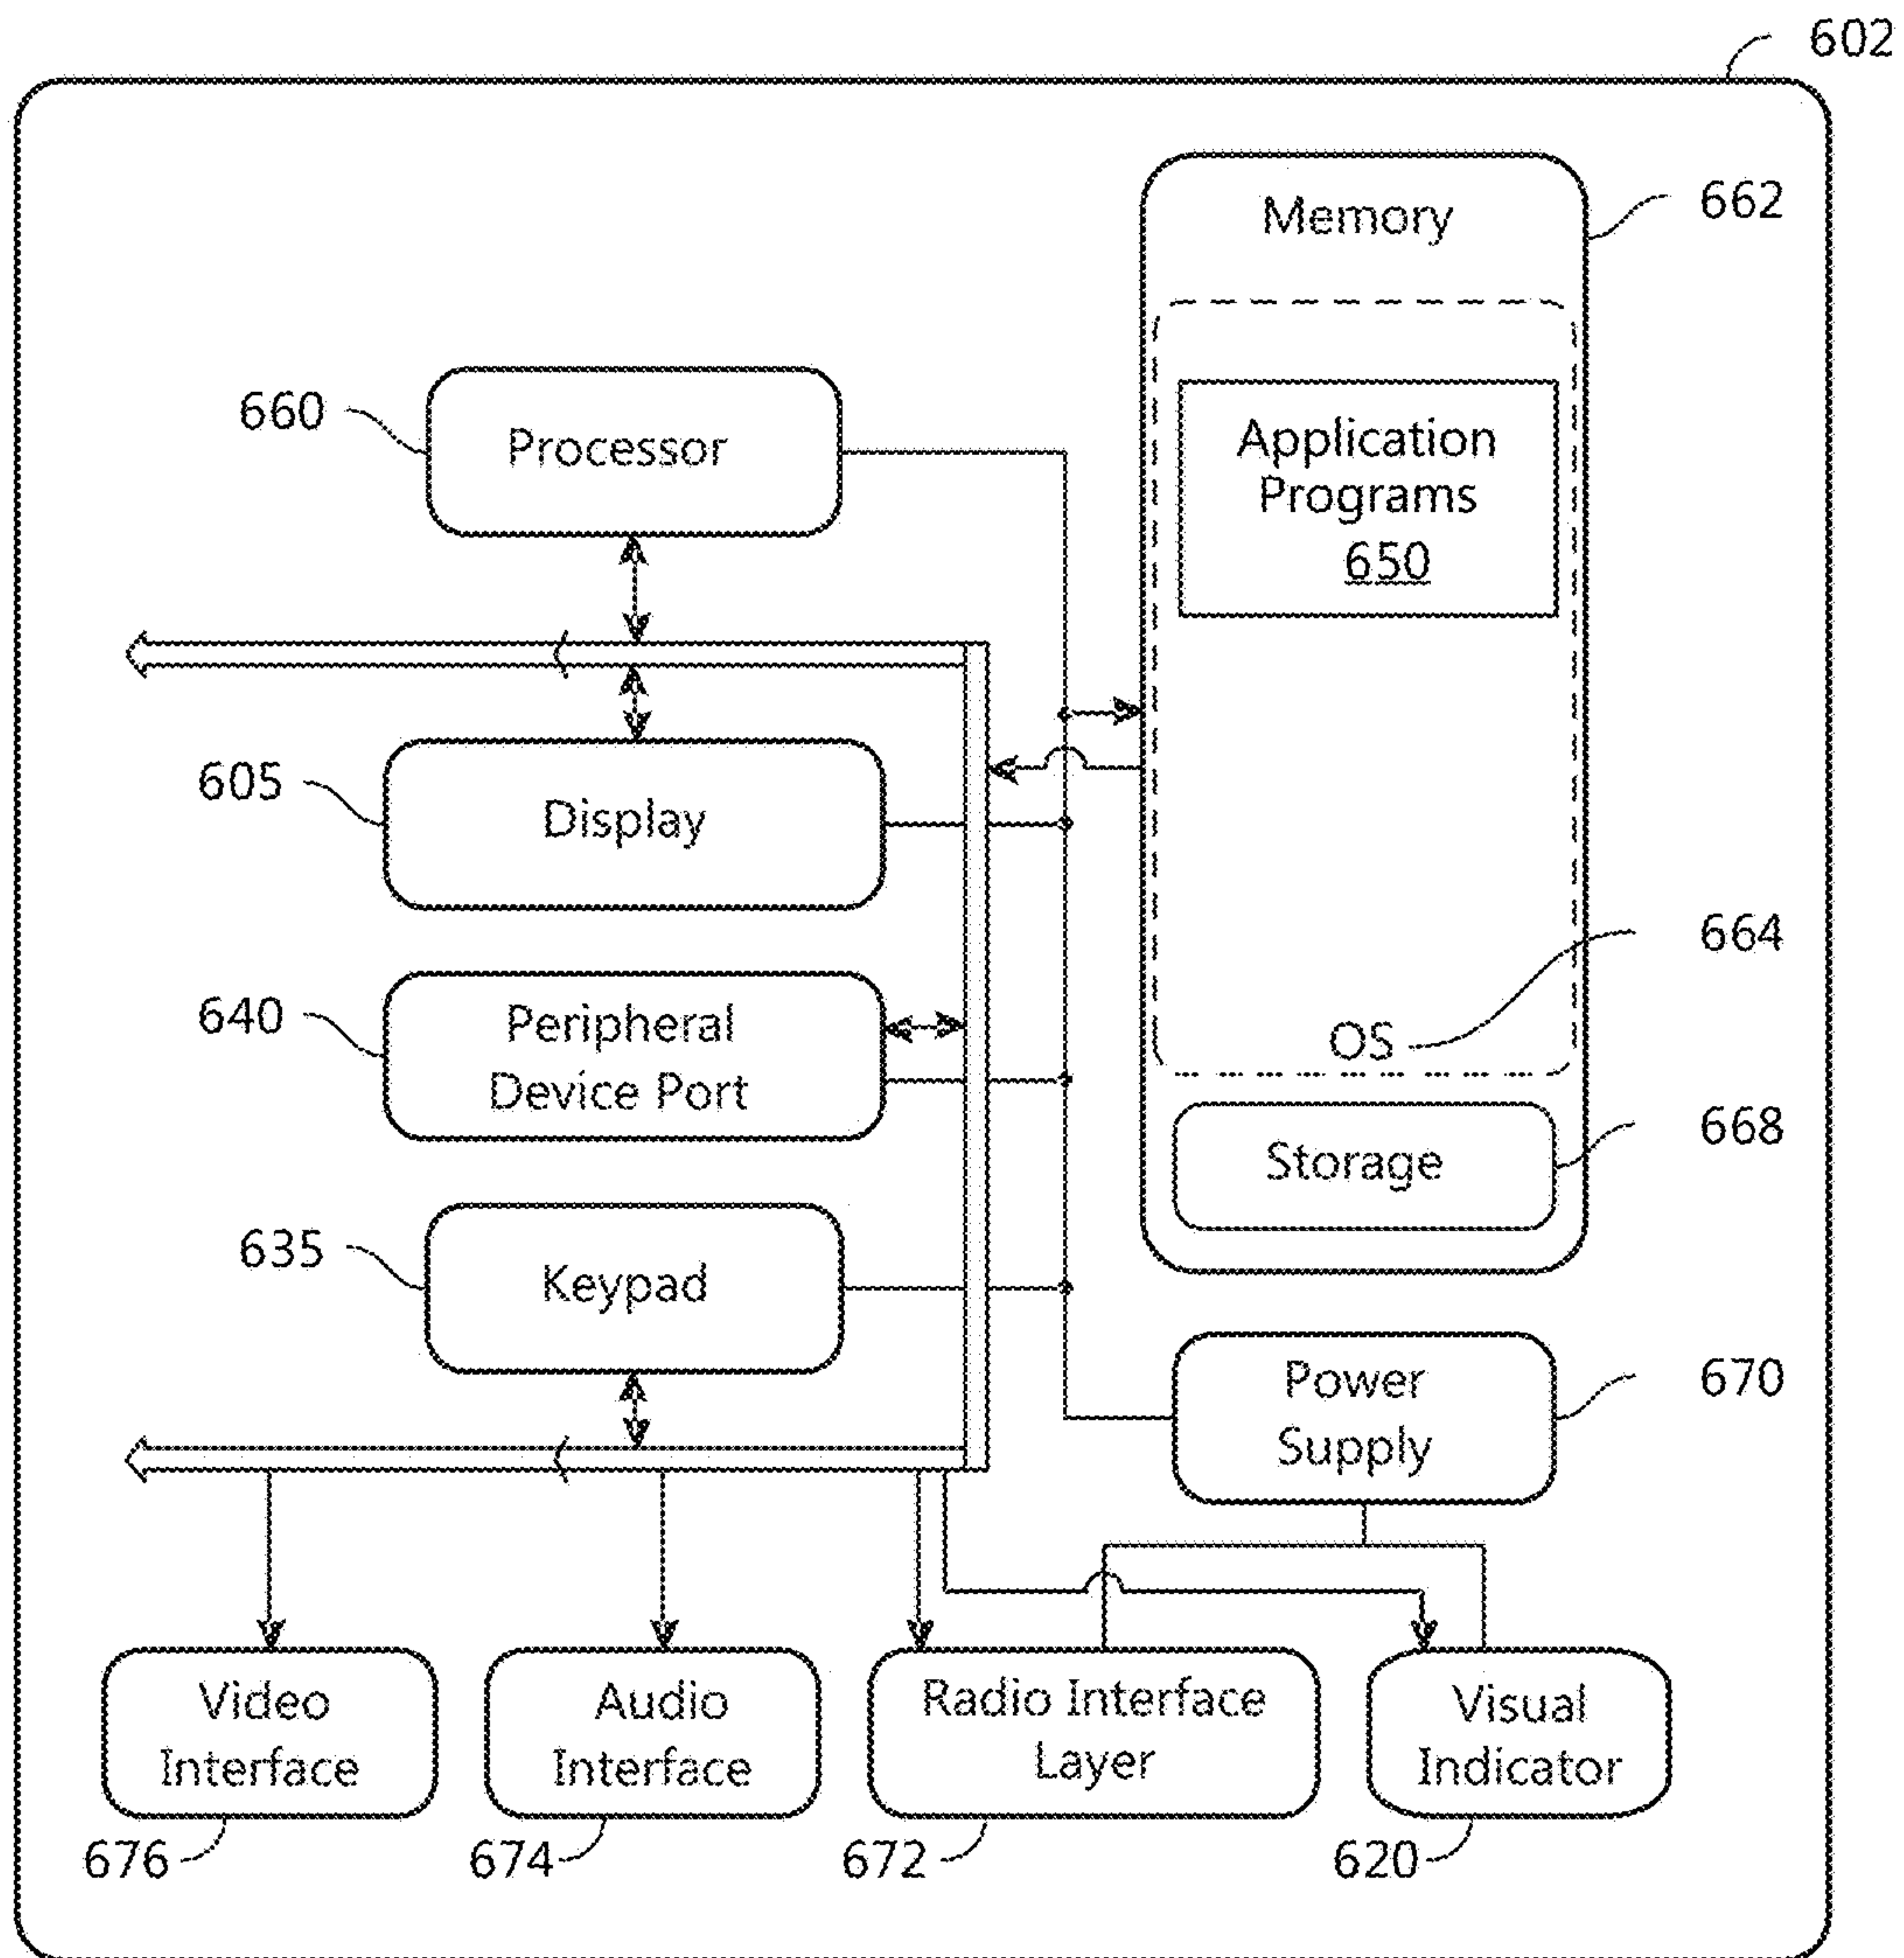 602
Memory
662
660
Processor
Application
Programs
650
605
Display
664
OS
640
Peripheral
Device Port
668
Storage
635
Keypad
Power
Supply
670
Video
Interface
Audio
Interface
Radio Interface
Layer
Visual
Indicator
676
674
672
620